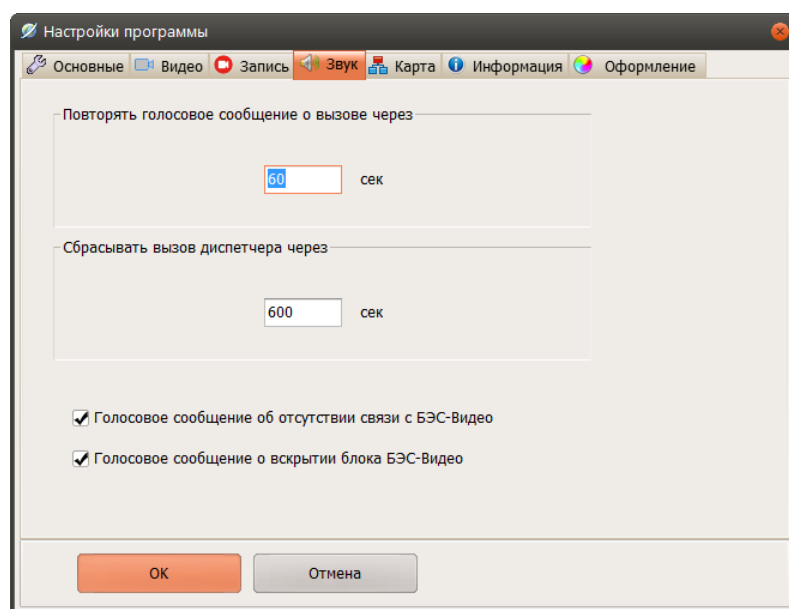 Настройки программы
Основные Видео Запись Звук Карта Информация Оформление
Повторять голосовое сообщение о вызове через
60 сек
Сбрасывать вызов диспетчера через
600 сек
Голосовое сообщение об отсутствии связи с БЭС-Видео
Голосовое сообщение о вскрытии блока БЭС-Видео
OK Отмена